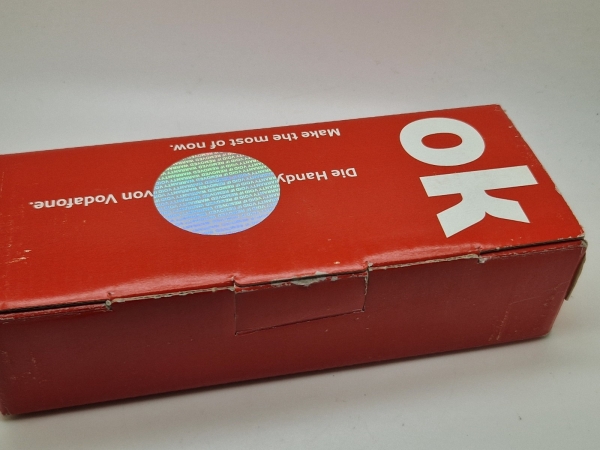 ok
Die Handy von Vodafone.
Make the most of now.